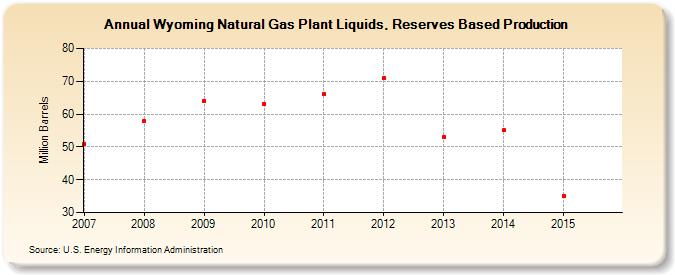 Annual Wyoming Natural Gas Plant Liquids, Reserves Based Production
Million Barrels
80
70
60
50
40
30
2007 2008 2009 2010 2011 2012 2013 2014 2015
Source: U.S. Energy Information Administration